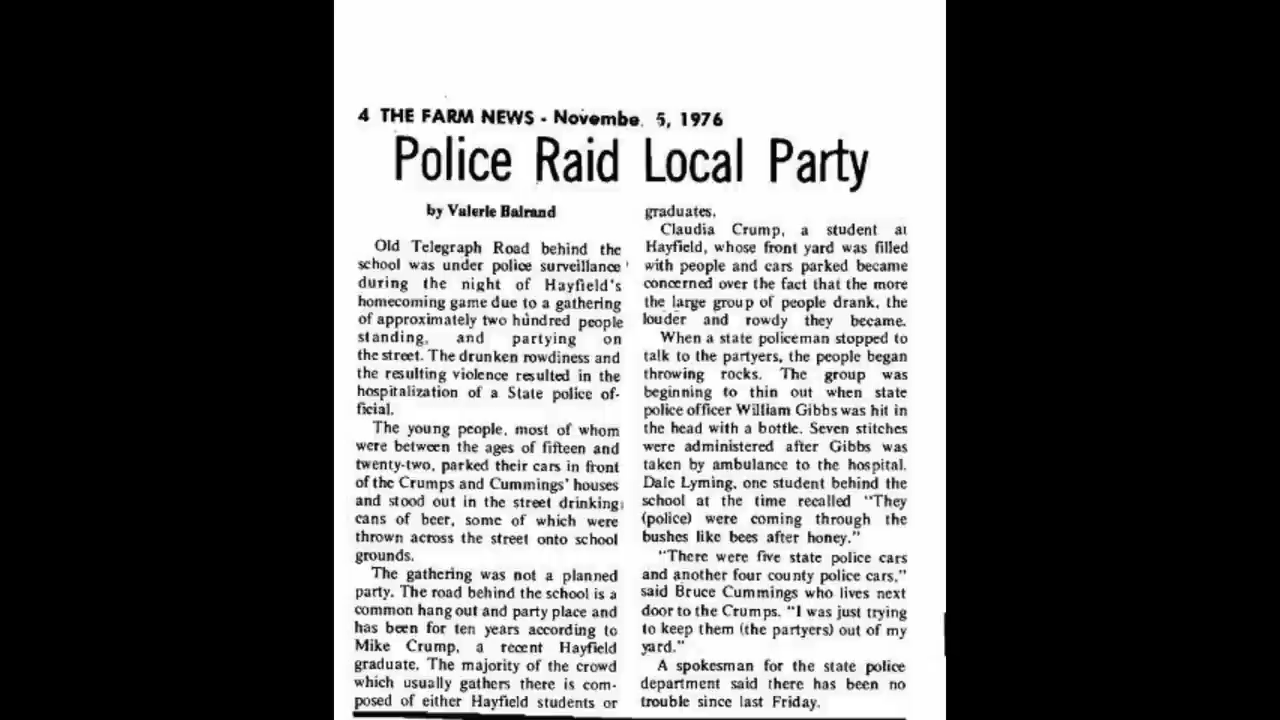 4 THE FARM NEWS - Novembe. 5, 1976
Police Raid Local Party
by Valerie Balrand
Old Telegraph Road behind the
school was under police surveillance
during the night of Hayfield's
homecoming game due to a gathering
of approximately two hundred people
standing, and partying on
the street. The drunken rowdiness and
the resulting violence resulted in the
hospitalization of a State police of-
ficial.
The young people, most of whom
were between the ages of fifteen and
twenty-two, parked their cars in front
of the Crumps and Cummings' houses
and stood out in the street drinking
cans of beer, some of which were
thrown across the street onto school
grounds.
The gathering was not a planned
party. The road behind the school is a
common hang out and party place and
has been for ten years according to
Mike Crump, a recent Hayfield
graduate. The majority of the crowd
which usually gathers there is com-
posed of either Hayfield students or
graduates.
Claudia Crump, a student at
Hayfield, whose front yard was filled
with people and cars parked became
concerned over the fact that the more
the large group of people drank, the
louder and rowdy they became.
When a state policeman stopped to
talk to the partyers, the people began
throwing rocks. The group was
beginning to thin out when state
police officer William Gibbs was hit in
the head with a bottle. Seven stitches
were administered after Gibbs was
taken by ambulance to the hospital.
Dale Lyming, one student behind the
school at the time recalled "They
(police) were coming through the
bushes like bees after honey."
"There were five state police cars
and another four county police cars,"
said Bruce Cummings who lives next
door to the Crumps. "I was just trying
to keep them (the partyers) out of my
yard."
A spokesman for the state police
department said there has been no
trouble since last Friday.